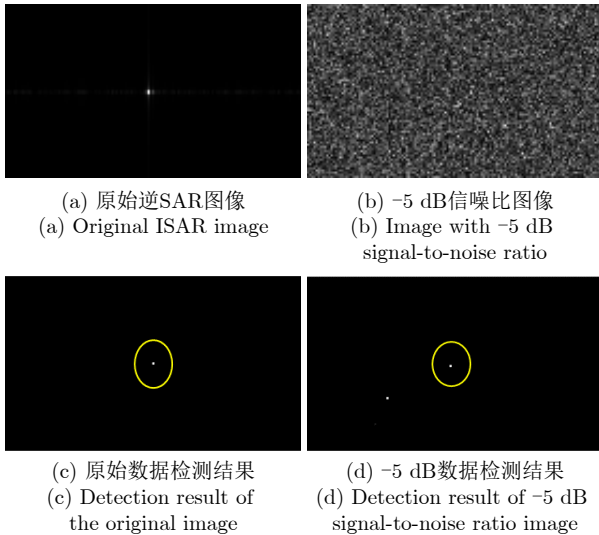 (a) 原始逆SAR图像
(a) Original ISAR image
(b) −5 dB信噪比图像
(b) Image with −5 dB
signal-to-noise ratio
(c) 原始数据检测结果
(c) Detection result of
the original image
(d) −5 dB数据检测结果
(d) Detection result of −5 dB
signal-to-noise ratio image